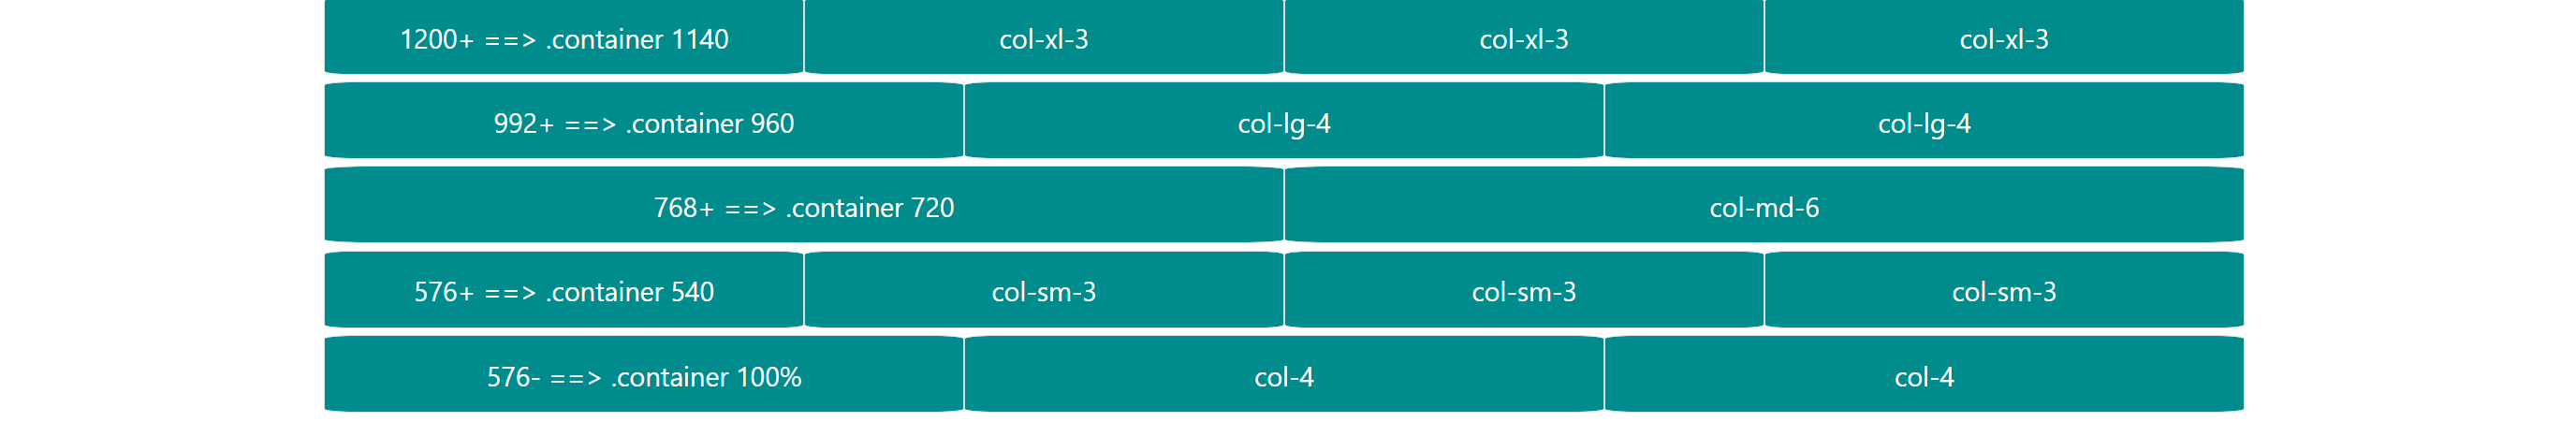 1200+ ==> .container 1140 col-xl-3 col-xl-3 col-xl-3
992+ ==> .container 960 col-lg-4 col-lg-4
768+ ==> .container 720 col-md-6
576+ ==> .container 540 col-sm-3 col-sm-3 col-sm-3
576- ==> .container 100% col-4 col-4